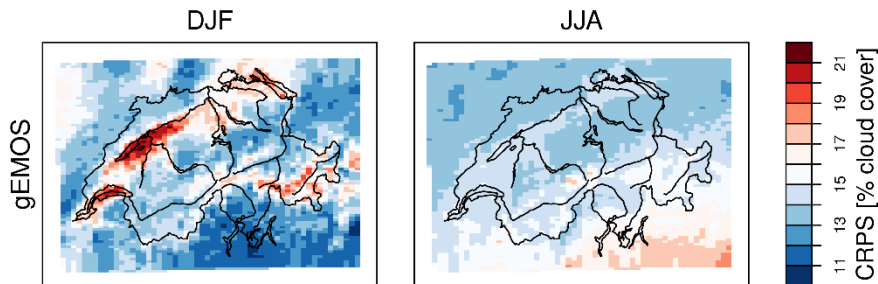 DJF
JJA
gEMOS
21
19
17
15
13
11
CRPS [% cloud cover]